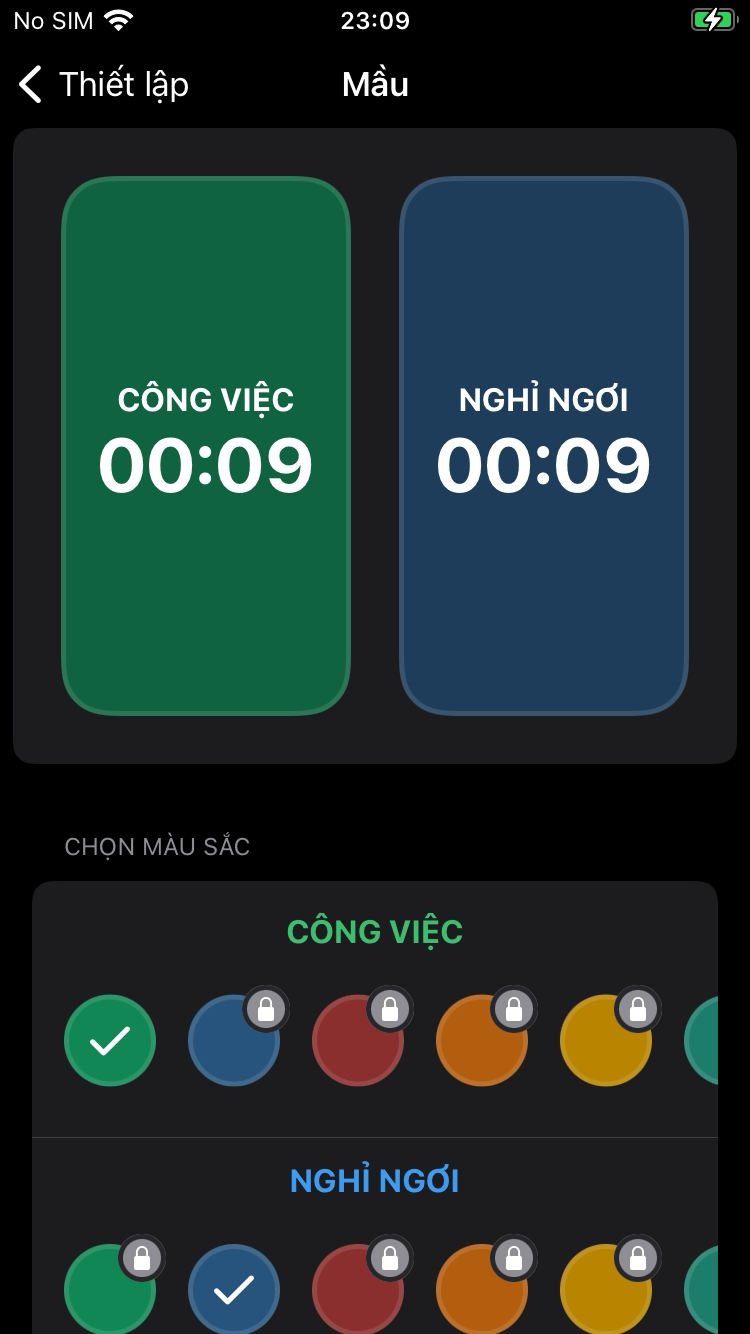 No SIM 23:09
Thiết lập Mầu
CÔNG VIỆC NGHỈ NGƠI
00:09 00:09
CHỌN MÀU SẮC
CÔNG VIỆC
NGHỈ NGƠI